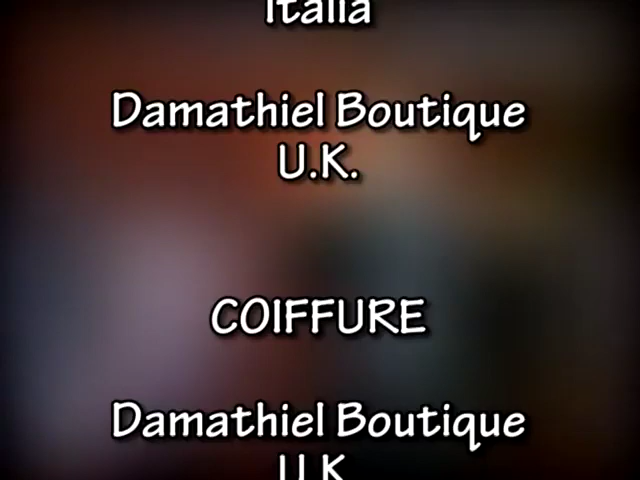 Italia
Damathiel Boutique
U.K.
COIFFURE
Damathiel Boutique
U.K.